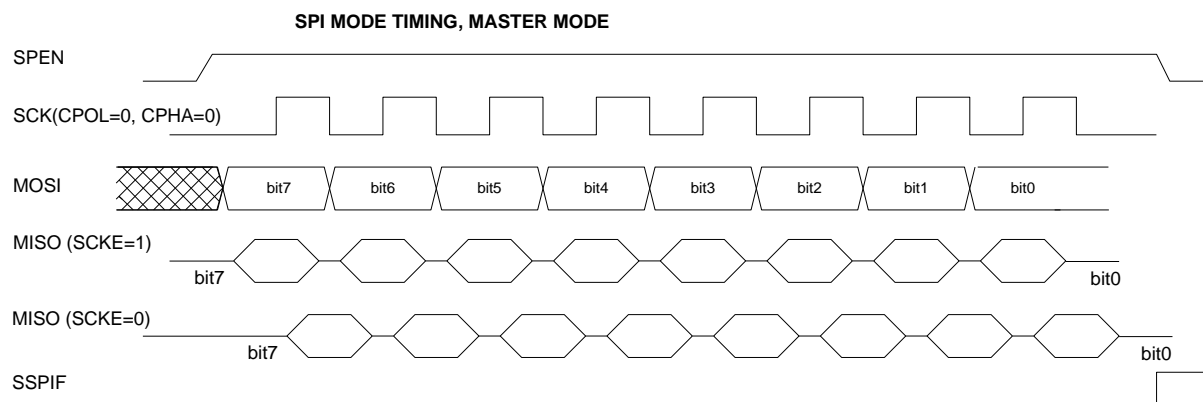 SPI MODE TIMING, MASTER MODE
SPEN
SCK(CPOL=0, CPHA=0)
MOSI bit7 bit6 bit5 bit4 bit3 bit2 bit1 bit0
MISO (SCKE=1)
bit7 bit0
MISO (SCKE=0)
bit7 bit0
SSPIF